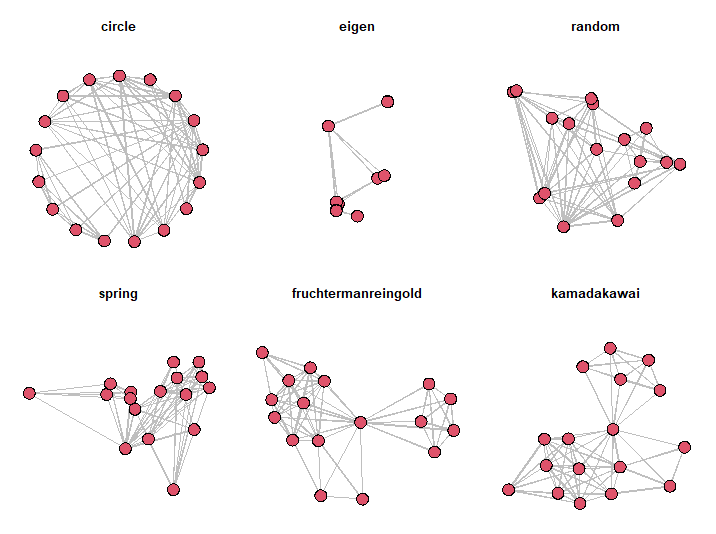 circle
eigen
random
spring
fruchtermanreingold
kamadakawai